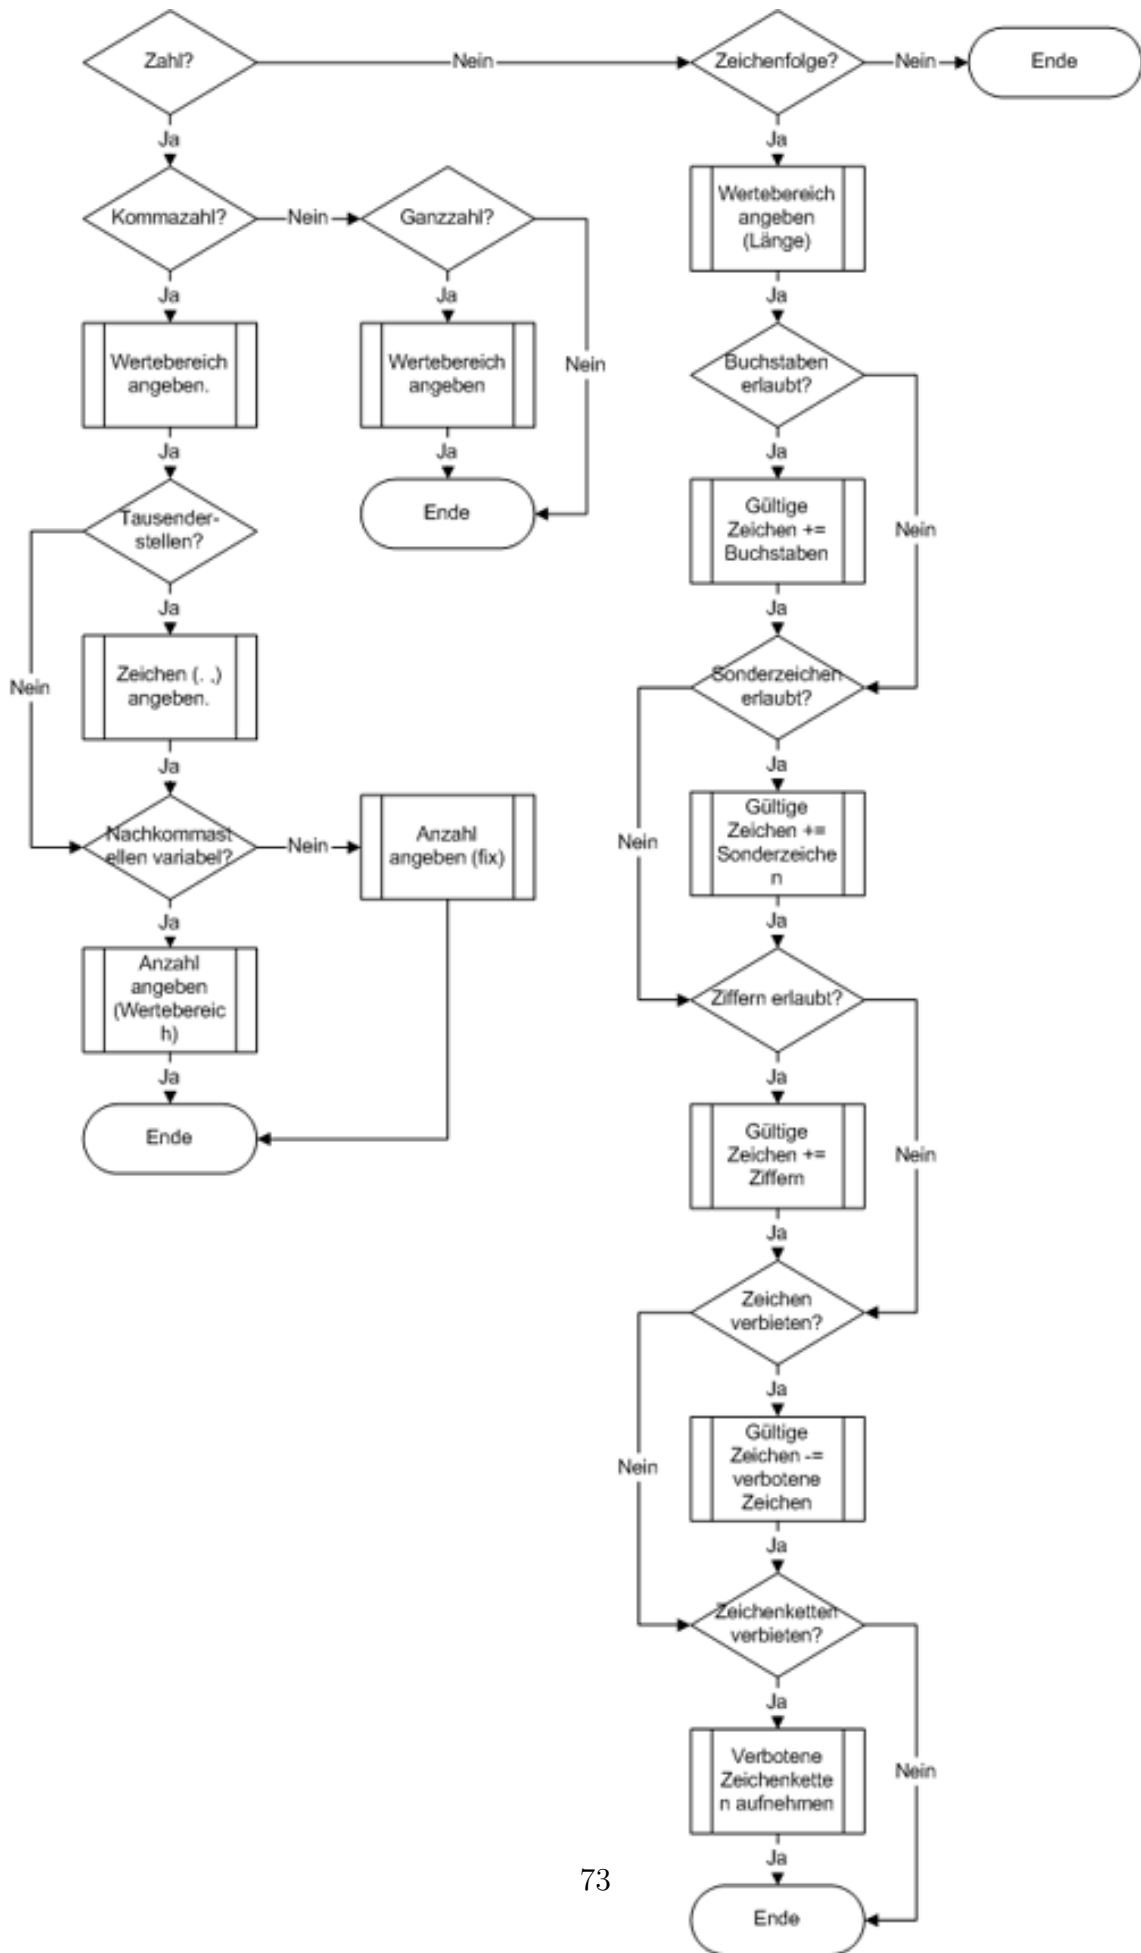 Zahl?
Nein
Zeichenfolge?
Nein
Ende
Ja
Kommazahl?
Nein
Ganzzahl?
Ja
Wertebereich
angeben.
Ja
Wertebereich
angeben
Nein
Ja
Ende
Ja
Tausender-
stellen?
Nein
Ja
Zeichen (. ,)
angeben.
Ja
Nachkommast
ellen variabel?
Nein
Anzahl
angeben (fix)
Ja
Anzahl
angeben
(Wertebereic
h)
Ja
Ende
Ja
Wertebereich
angeben
(Länge)
Ja
Buchstaben
erlaubt?
Nein
Ja
Gültige
Zeichen +=
Buchstaben
Ja
Sonderzeichen
erlaubt?
Nein
Ja
Gültige
Zeichen +=
Sonderzeiche
n
Ja
Ziffern erlaubt?
Nein
Ja
Gültige
Zeichen +=
Ziffern
Ja
Zeichen
verbieten?
Nein
Ja
Gültige
Zeichen -=
verbotene
Zeichen
Ja
Zeichenketten
verbieten?
Nein
Ja
Verbotene
Zeichenkette
n aufnehmen
Ja
Ende
73